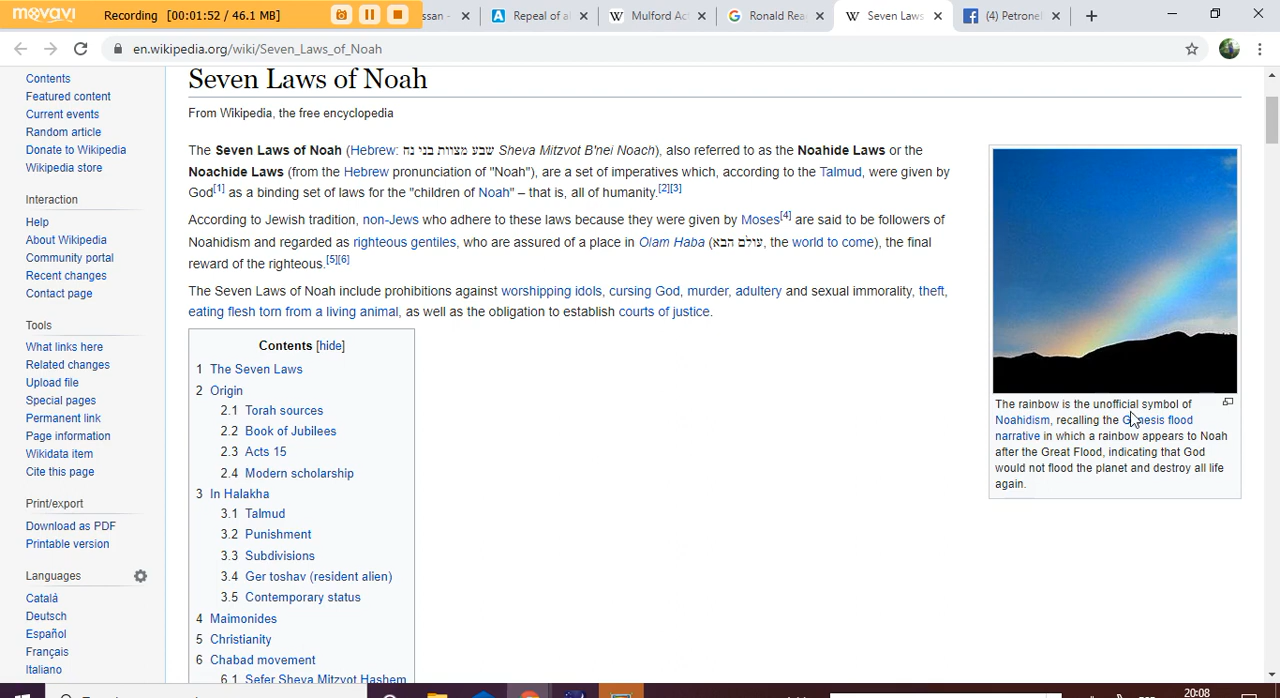 movavi Recording [00:01:52 / 46.1 MB]
ssan -
Repeal of a
Mulford Ac
Ronald Rea
Seven Laws
(4) Petrone
en.wikipedia.org/wiki/Seven_Laws_of_Noah
Contents
Featured content
Current events
Random article
Donate to Wikipedia
Wikipedia store
Interaction
Help
About Wikipedia
Community portal
Recent changes
Contact page
Tools
What links here
Related changes
Upload file
Special pages
Permanent link
Page information
Wikidata item
Cite this page
Print/export
Download as PDF
Printable version
Languages
Català
Deutsch
Español
Français
Italiano
Seven Laws of Noah
From Wikipedia, the free encyclopedia
The Seven Laws of Noah (Hebrew: שבע מצוות בני נח Sheva Mitzvot B'nei Noach), also referred to as the Noahide Laws or the
Noachide Laws (from the Hebrew pronunciation of "Noah"), are a set of imperatives which, according to the Talmud, were given by
God[1] as a binding set of laws for the "children of Noah" – that is, all of humanity.[2][3]
According to Jewish tradition, non-Jews who adhere to these laws because they were given by Moses[4] are said to be followers of
Noahidism and regarded as righteous gentiles, who are assured of a place in Olam Haba (עולם הבא, the world to come), the final
reward of the righteous.[5][6]
The Seven Laws of Noah include prohibitions against worshipping idols, cursing God, murder, adultery and sexual immorality, theft,
eating flesh torn from a living animal, as well as the obligation to establish courts of justice.
Contents [hide]
1 The Seven Laws
2 Origin
2.1 Torah sources
2.2 Book of Jubilees
2.3 Acts 15
2.4 Modern scholarship
3 In Halakha
3.1 Talmud
3.2 Punishment
3.3 Subdivisions
3.4 Ger toshav (resident alien)
3.5 Contemporary status
4 Maimonides
5 Christianity
6 Chabad movement
6.1 Sefer Sheva Mitzvot Hashem
The rainbow is the unofficial symbol of
Noahidism, recalling the Genesis flood
narrative in which a rainbow appears to Noah
after the Great Flood, indicating that God
would not flood the planet and destroy all life
again.
20:08